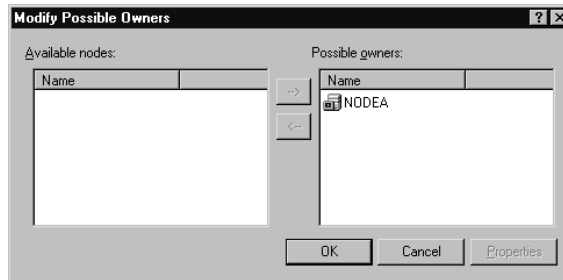 Modify Possible Owners
Available nodes:
Possible owners:
Name
Name
NODEA
-->
<--
OK
Cancel
Properties